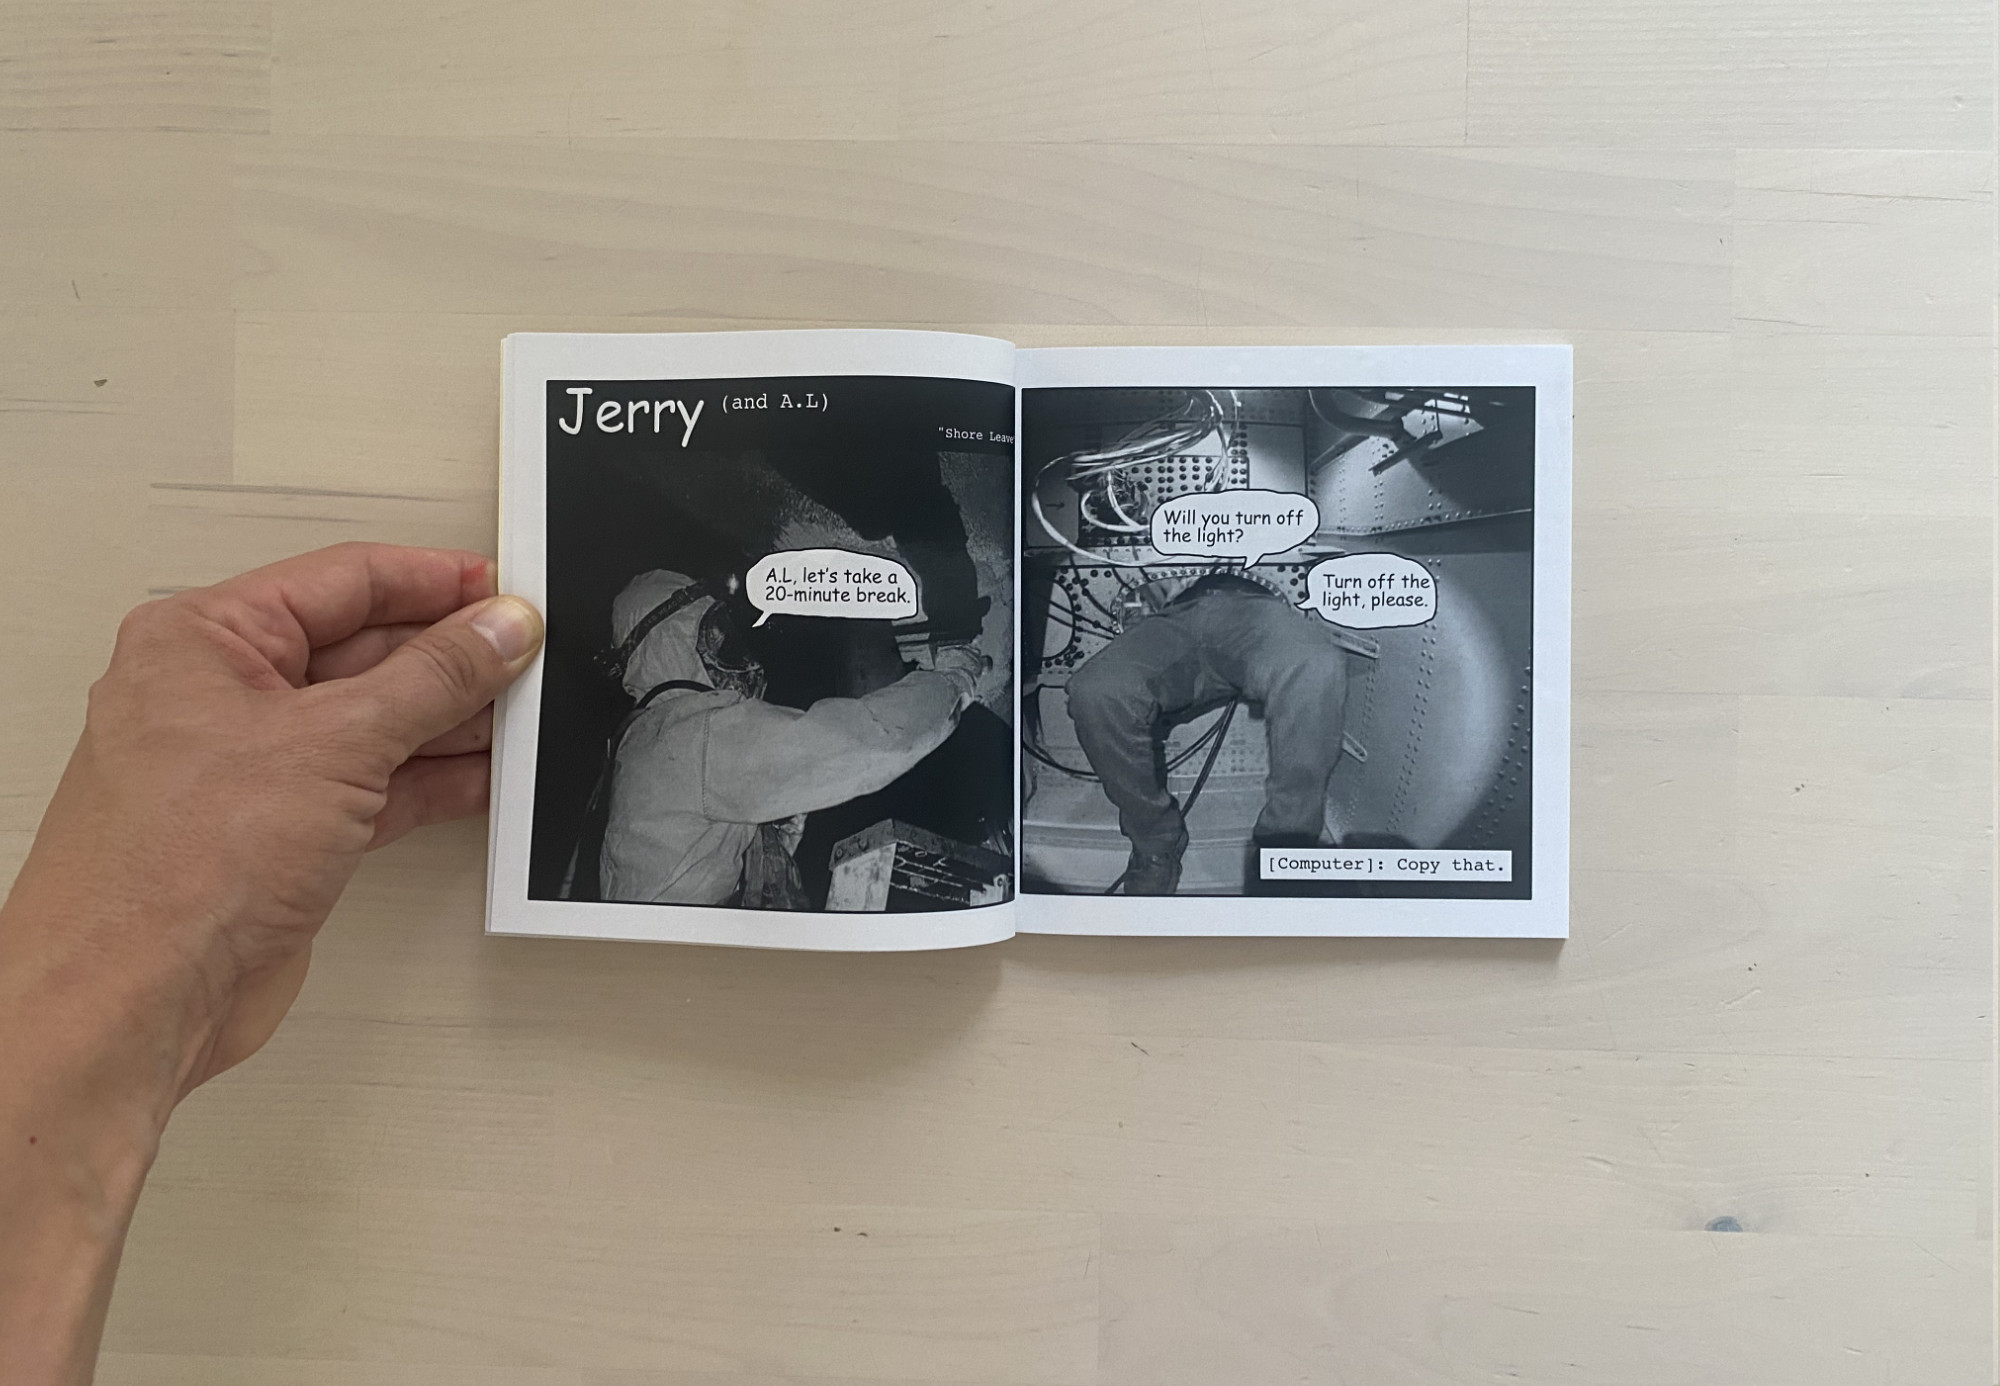 Jerry (and A.L)
"Shore Leave
A.L, let's take a
20-minute break.
Will you turn off
the light?
Turn off the
light, please.
[Computer]: Copy that.